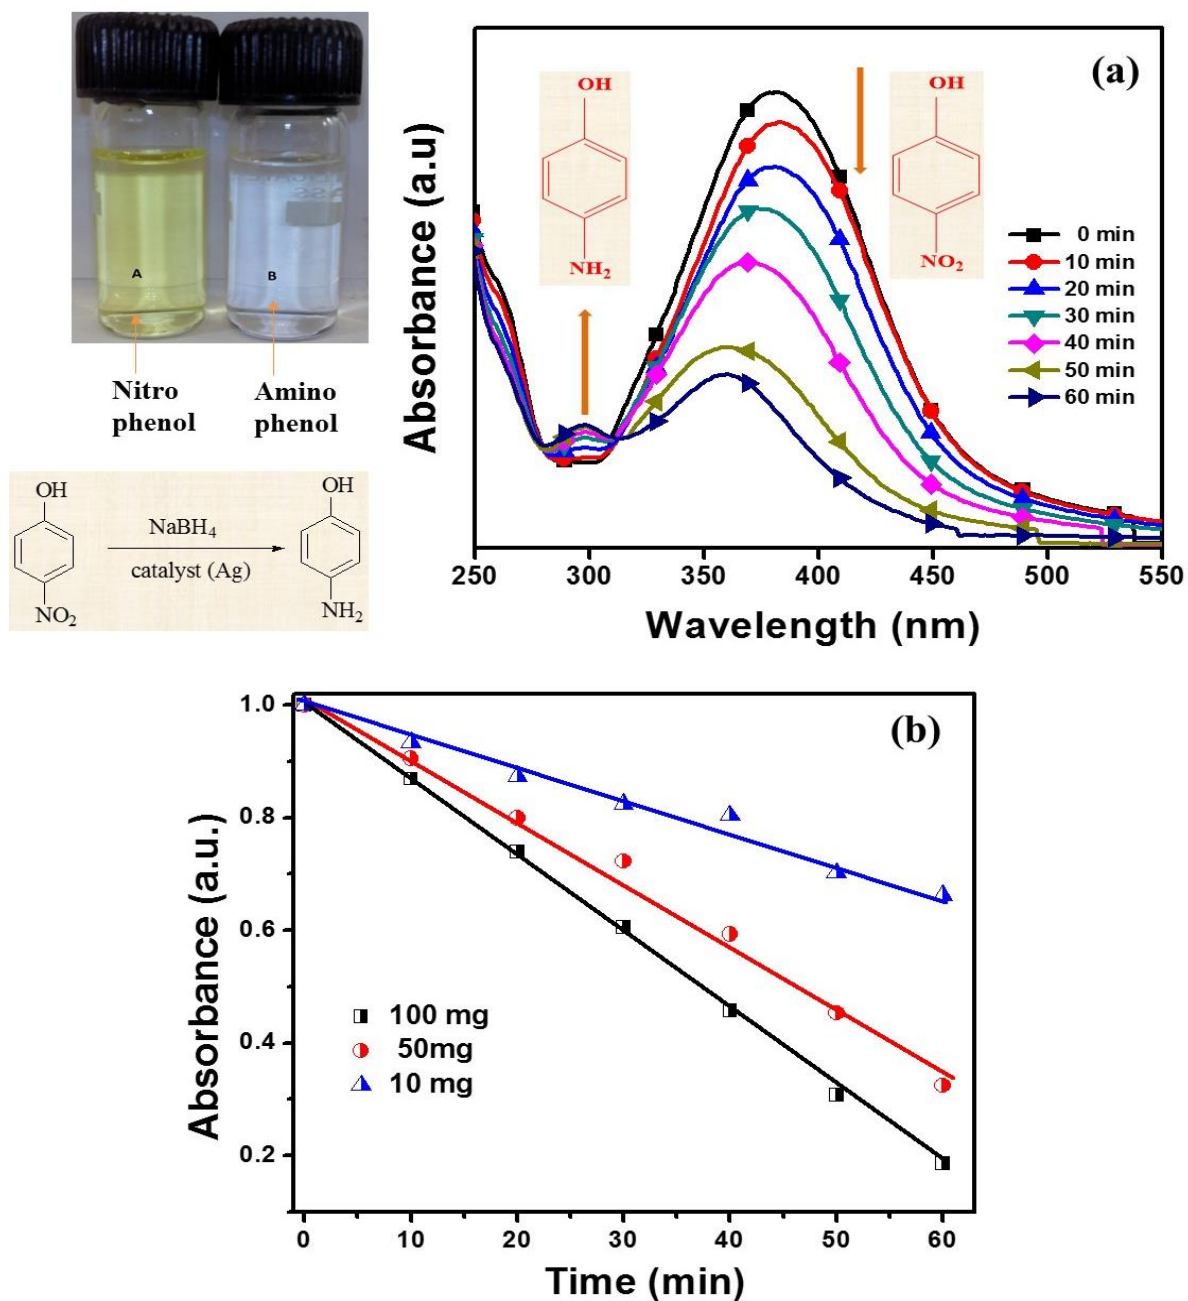 A
B
Nitro
phenol
Amino
phenol
OH
NO₂
NaBH₄
catalyst (Ag)
OH
NH₂
(a)
OH
NH₂
OH
NO₂
0 min
10 min
20 min
30 min
40 min
50 min
60 min
Absorbance (a.u)
250 300 350 400 450 500 550
Wavelength (nm)
(b)
1.0
0.8
0.6
0.4
0.2
Absorbance (a.u.)
100 mg
50mg
10 mg
0 10 20 30 40 50 60
Time (min)